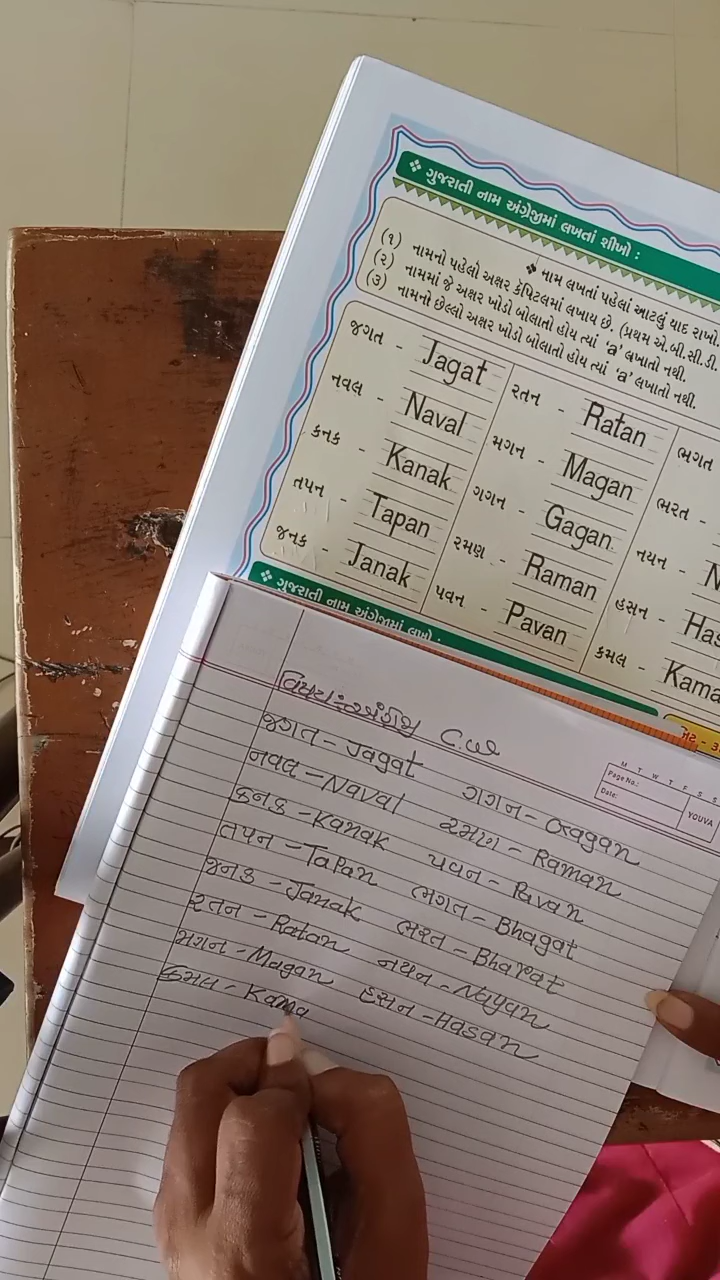 ❖ ગુજરાતી નામ અંગ્રેજીમાં લખતાં શીખો :
❖ નામ લખતાં પહેલાં આટલું યાદ રાખો.
(૧) નામનો પહેલો અક્ષર કૅપિટલમાં લખાય છે. (પ્રથમ એ.બી.સી.ડી.
(૨) નામમાં જે અક્ષર ખોડો બોલાતો હોય ત્યાં 'a' લખાતો નથી.
(૩) નામનો છેલ્લો અક્ષર ખોડો બોલાતો હોય ત્યાં 'a' લખાતો નથી.
જગત - Jagat રતન - Ratan ભગત
નવલ - Naval મગન - Magan ભરત -
કનક - Kanak ગગન - Gagan નયન - N
તપન - Tapan રમણ - Raman હસન - Has
જનક - Janak પવન - Pavan કમલ - Kama
❖ ગુજરાતી નામ અંગ્રેજીમાં લખો :
M T W T F S S
Page No.:
Date:
YOUVA
જગત - Jagat ગગન - Gagan
નવલ - Naval રમણ - Raman
કનક - Kanak પવન - Pavan
તપન - Tapan ભગત - Bhagat
જનક - Janak ભરત - Bharat
રતન - Ratan નયન - Nayan
મગન - Magan હસન - Hasan
કમલ - Kama